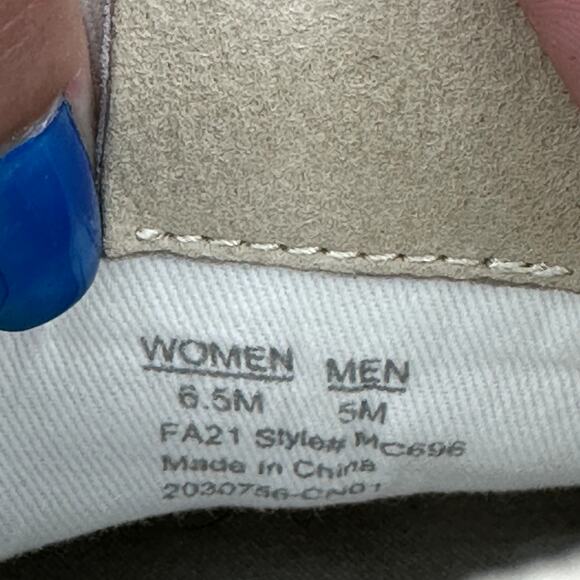 WOMEN MEN
6.5M 5M
FA21 Style# MC696
Made in China
2030756-CN01